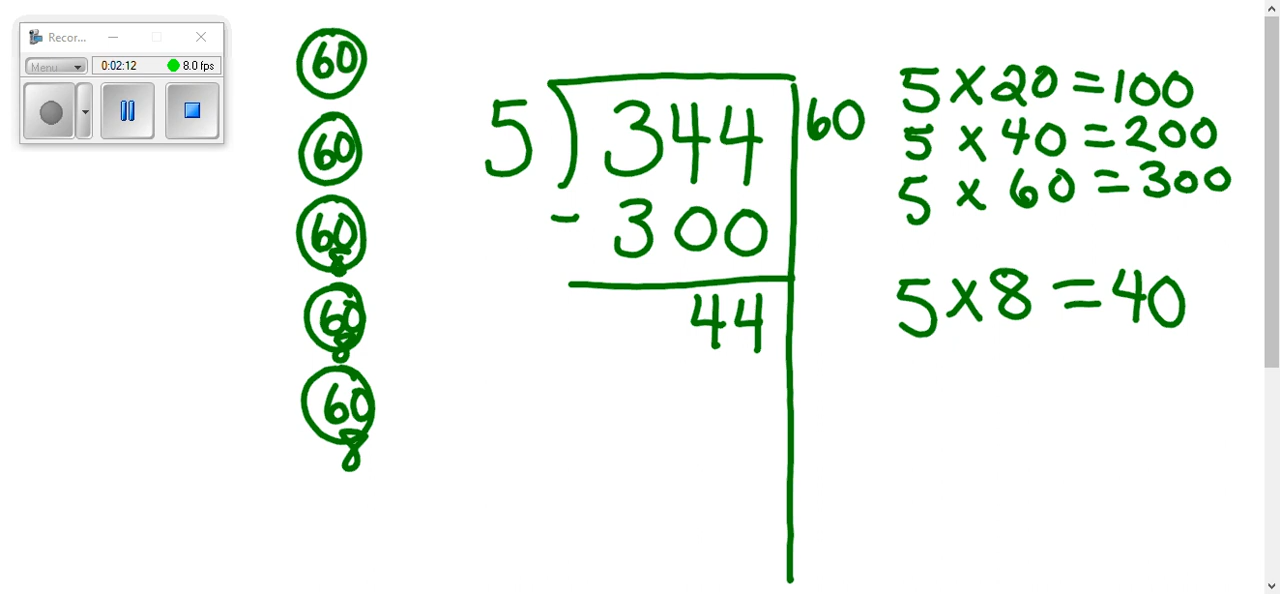 Recor...
Menu
0:02:12
8.0 fps
60
60
60
8
60
8
60
8
5)344
60
- 300
44
5 x 20 = 100
5 x 40 = 200
5 x 60 = 300
5 x 8 = 40